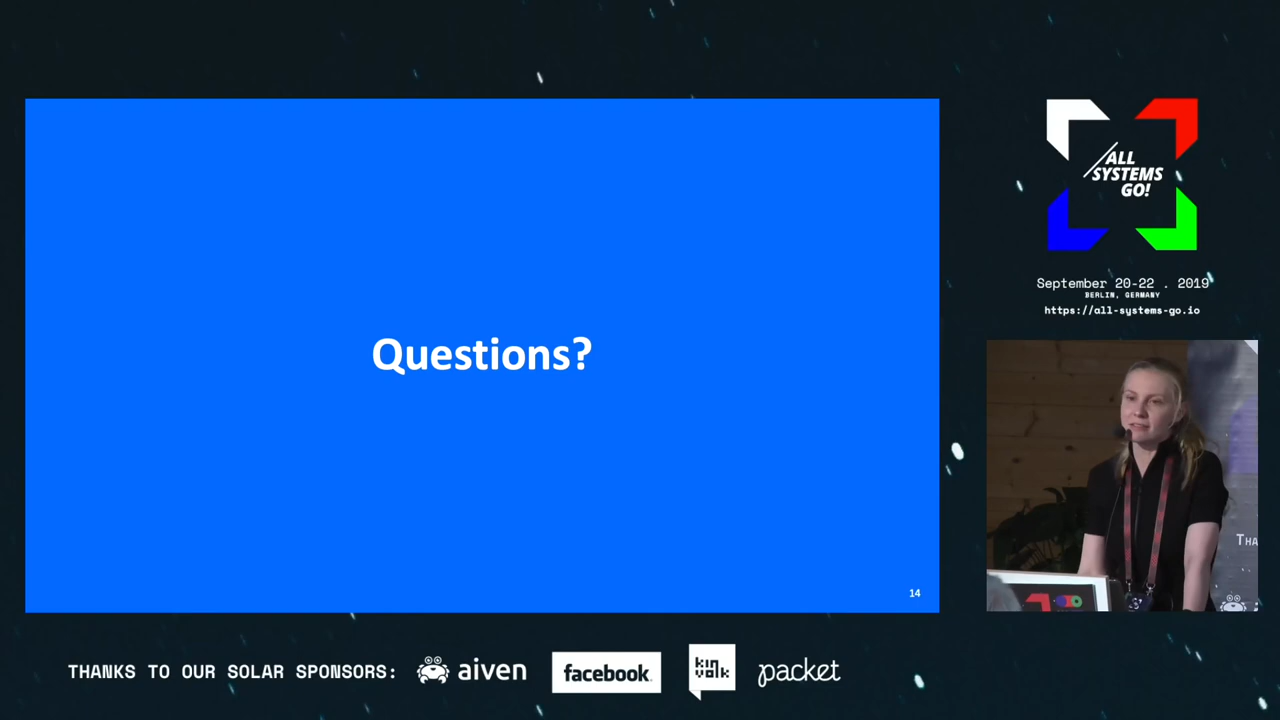 Questions?
14
/ALL
SYSTEMS
GO!
September 20-22 . 2019
BERLIN, GERMANY
https://all-systems-go.io
THANKS TO OUR SOLAR SPONSORS:
aiven
facebook
kinvolk
packet